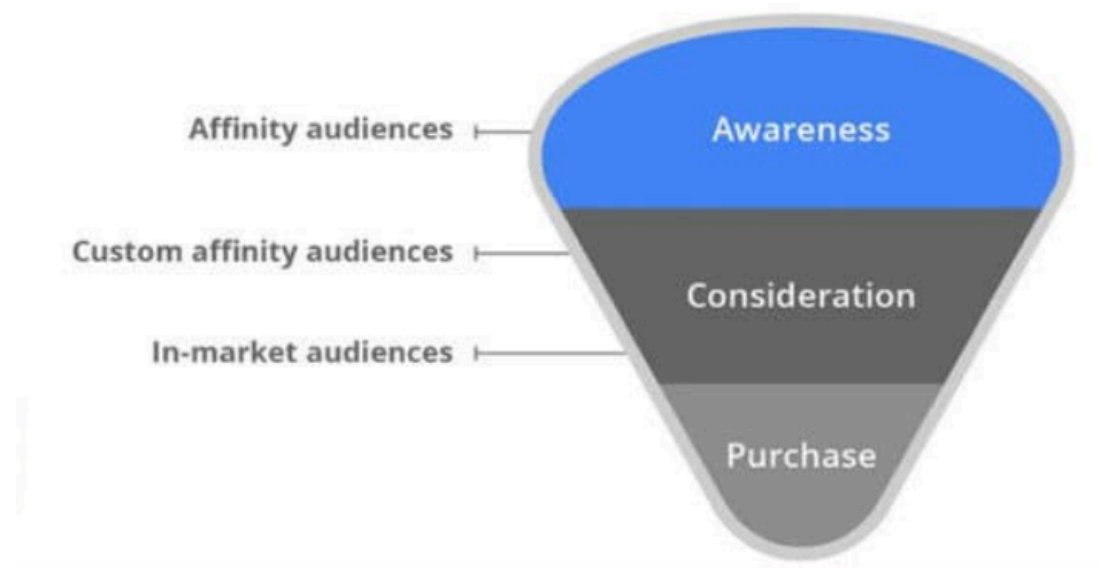 Affinity audiences
Awareness
Custom affinity audiences
Consideration
In-market audiences
Purchase